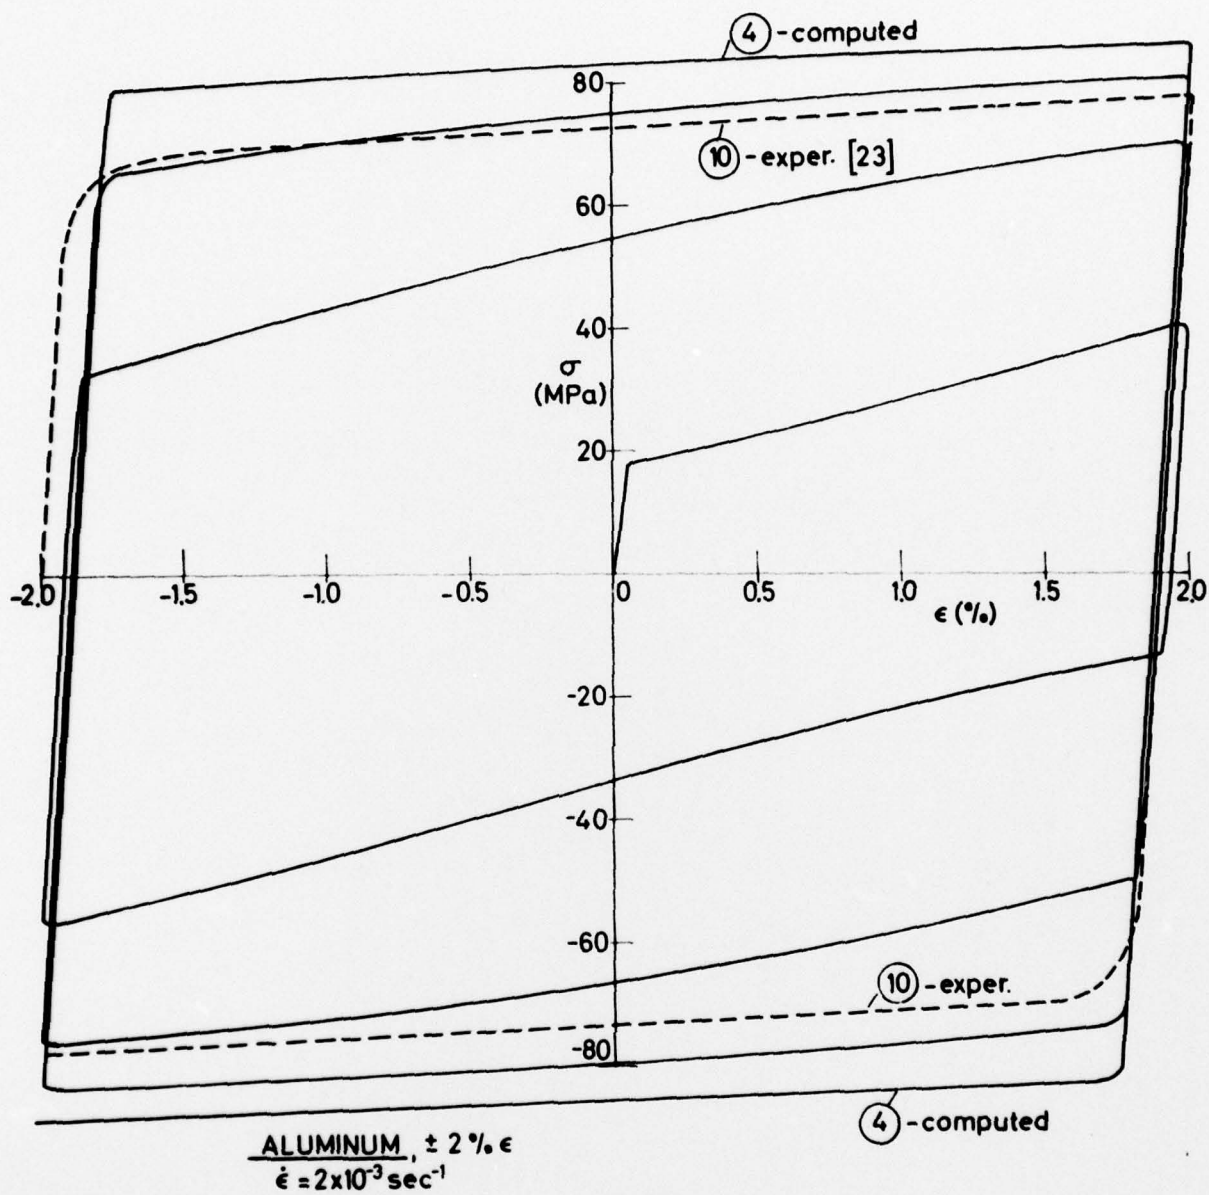 ④-computed
80
⑩-exper. [23]
60
40
σ
(MPa)
20
-2.0 -1.5 -1.0 -0.5 0 0.5 1.0 1.5 2.0
ϵ (%)
-20
-40
-60
⑩-exper.
-80
④-computed
ALUMINUM, ± 2 % ϵ
ϵ̇ = 2x10⁻³ sec⁻¹